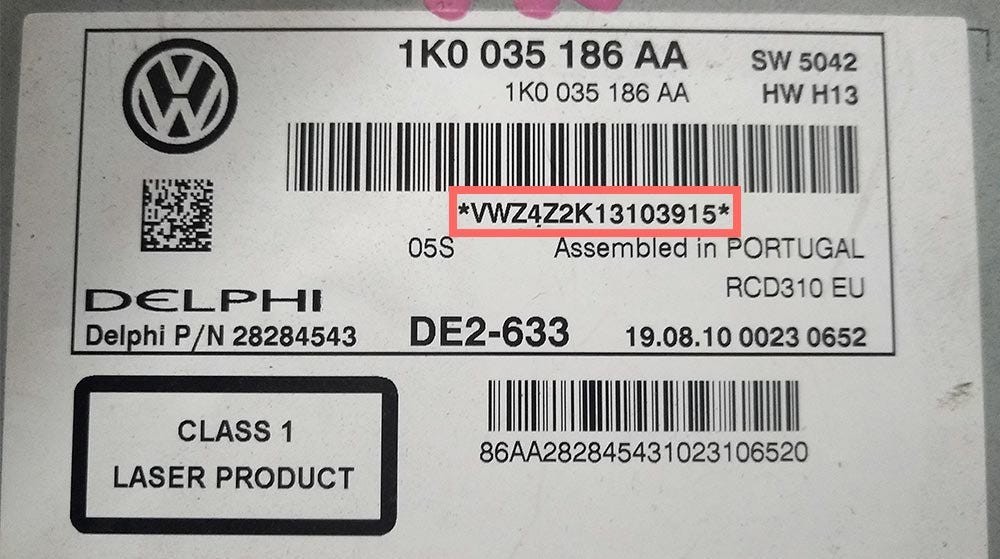 1K0 035 186 AA SW 5042
1K0 035 186 AA HW H13
*VWZ4Z2K13103915*
05S Assembled in PORTUGAL
RCD310 EU
DELPHI
Delphi P/N 28284543 DE2-633 19.08.10 0023 0652
CLASS 1
LASER PRODUCT
86AA282845431023106520